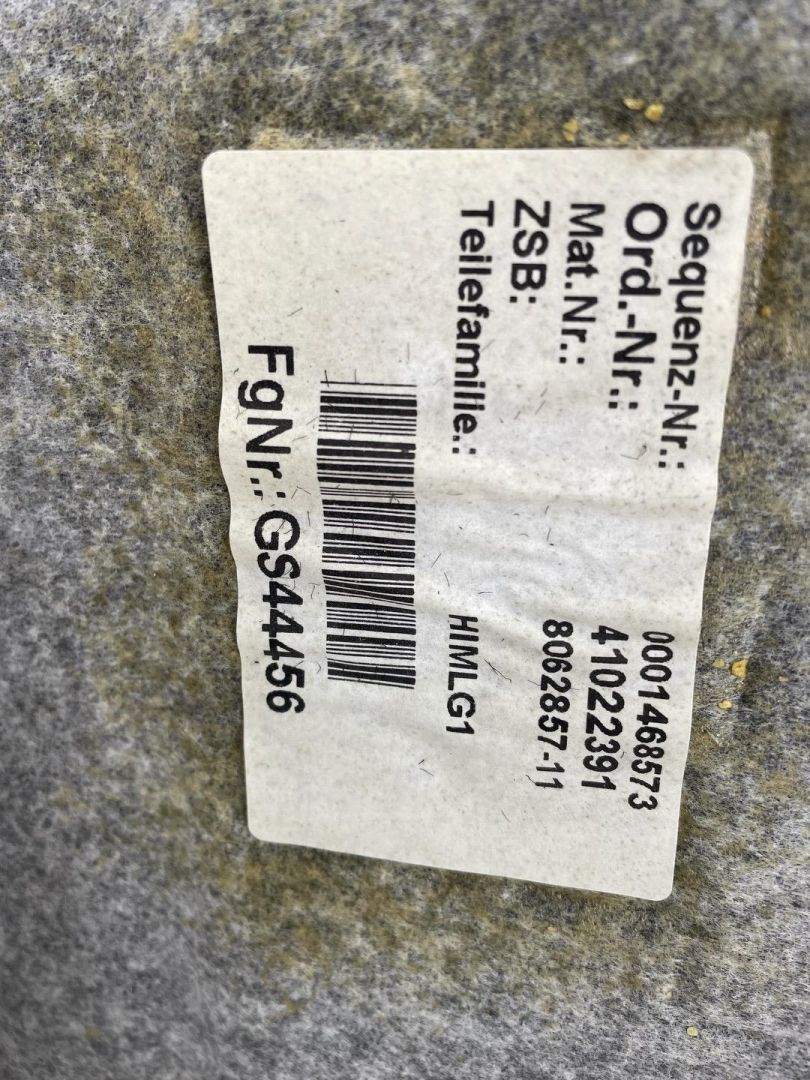 Sequenz-Nr.: 0001468573
Ord.-Nr.: 41022391
Mat.Nr.: 8062857-11
ZSB:
Teilefamilie.: HIMLG1
FgNr.: GS44456